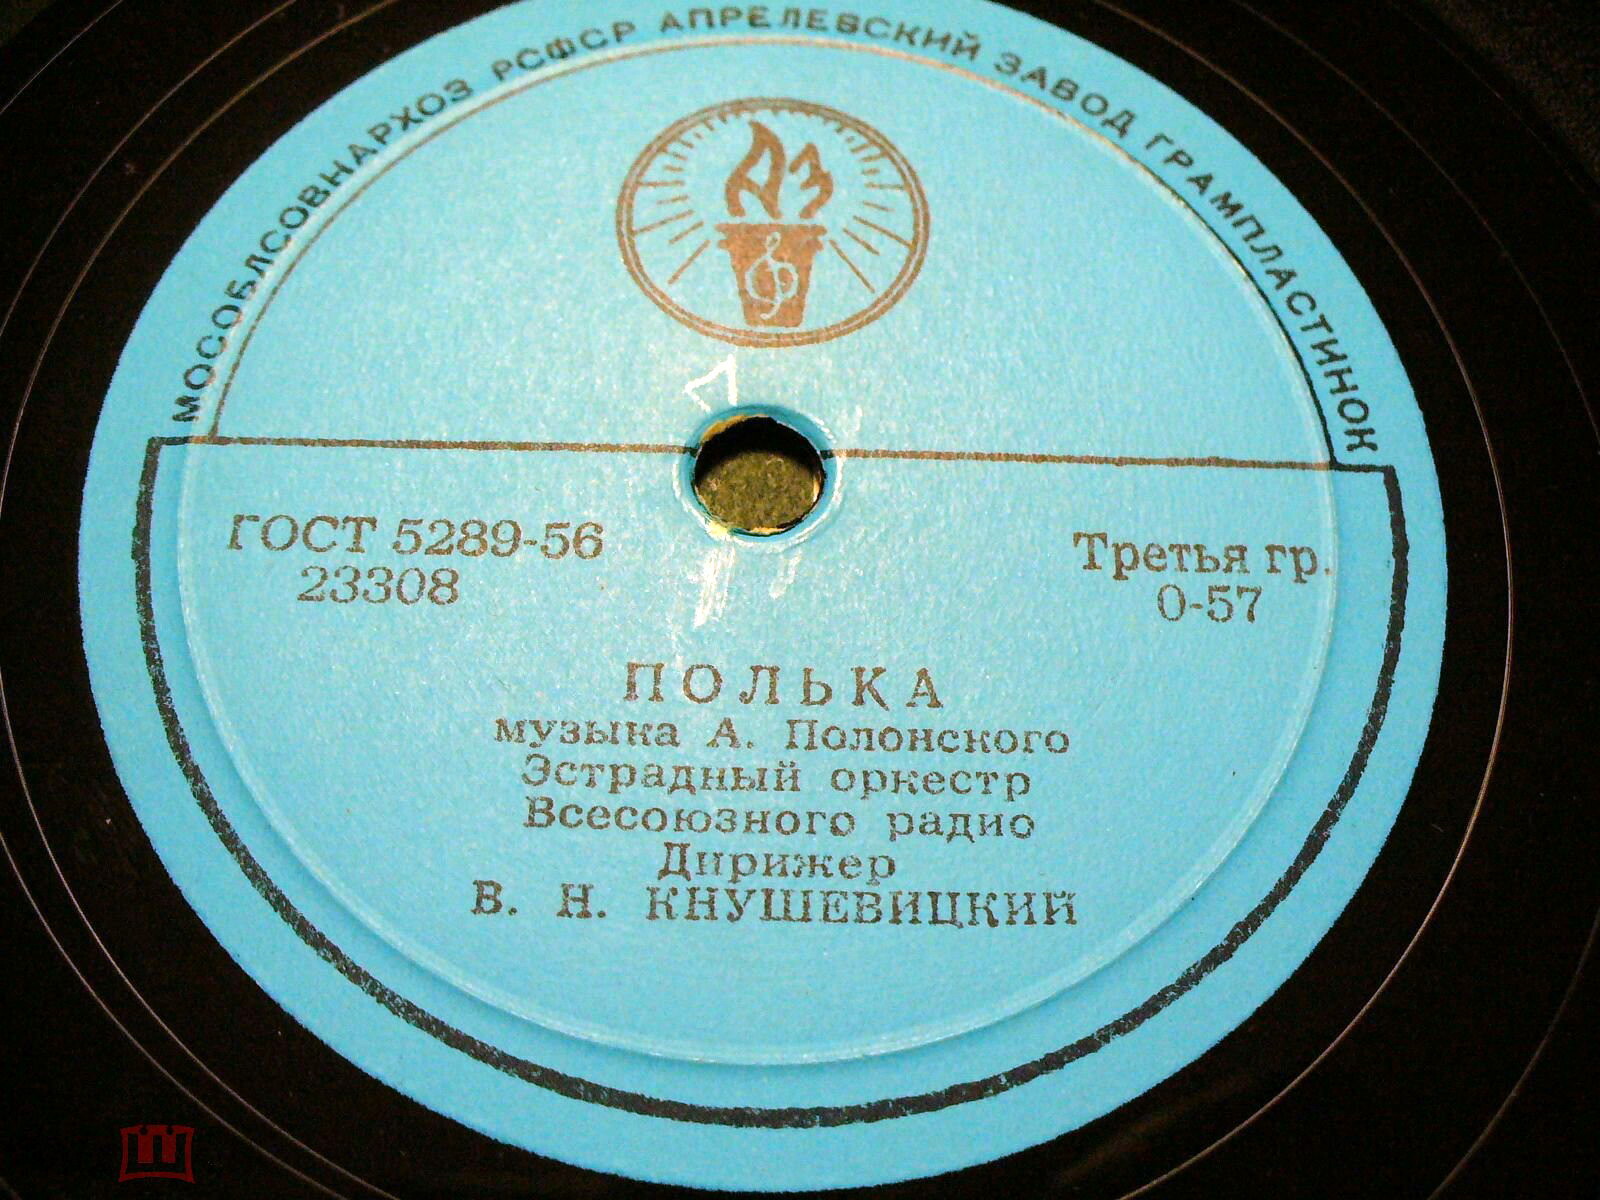 МОСОБЛСОВНАРХОЗ РСФСР АПРЕЛЕВСКИЙ ЗАВОД ГРАМПЛАСТИНОК
АЗ
ГОСТ 5289-56
23308
Третья гр.
0-57
ПОЛЬКА
музыка А. Полонского
Эстрадный оркестр
Всесоюзного радио
Дирижер
В. Н. КНУШЕВИЦКИЙ